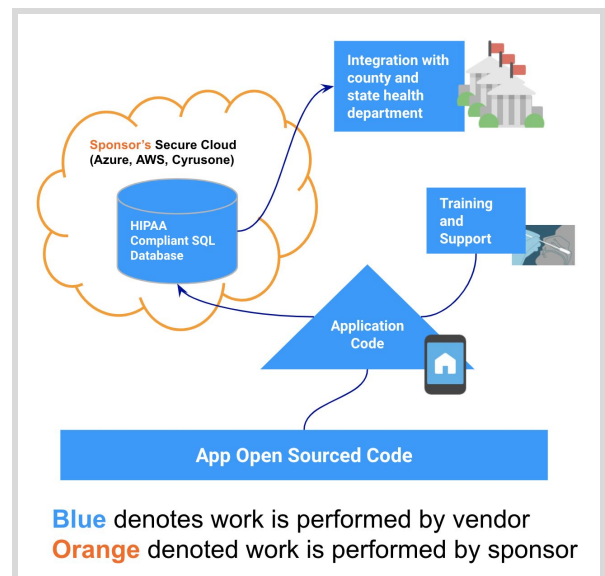 Integration with
county and
state health
department
Sponsor's Secure Cloud
(Azure, AWS, Cyrusone)
HIPAA
Compliant SQL
Database
Training
and
Support
Application
Code
App Open Sourced Code
Blue denotes work is performed by vendor
Orange denoted work is performed by sponsor